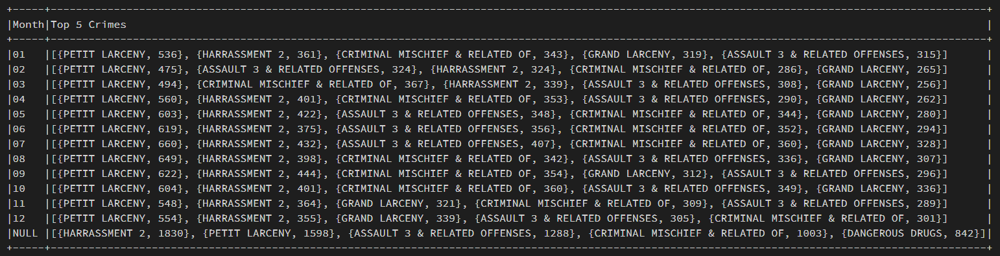 +-----+---------------------------------------------------------------------------------------------------------------------------------------------------+
|Month|Top 5 Crimes |
+-----+---------------------------------------------------------------------------------------------------------------------------------------------------+
|01 |[{PETIT LARCENY, 536}, {HARRASSMENT 2, 361}, {CRIMINAL MISCHIEF & RELATED OF, 343}, {GRAND LARCENY, 319}, {ASSAULT 3 & RELATED OFFENSES, 315}] |
|02 |[{PETIT LARCENY, 475}, {ASSAULT 3 & RELATED OFFENSES, 324}, {HARRASSMENT 2, 324}, {CRIMINAL MISCHIEF & RELATED OF, 286}, {GRAND LARCENY, 265}] |
|03 |[{PETIT LARCENY, 494}, {CRIMINAL MISCHIEF & RELATED OF, 367}, {HARRASSMENT 2, 339}, {ASSAULT 3 & RELATED OFFENSES, 308}, {GRAND LARCENY, 256}] |
|04 |[{PETIT LARCENY, 560}, {HARRASSMENT 2, 401}, {CRIMINAL MISCHIEF & RELATED OF, 353}, {ASSAULT 3 & RELATED OFFENSES, 290}, {GRAND LARCENY, 262}] |
|05 |[{PETIT LARCENY, 603}, {HARRASSMENT 2, 422}, {ASSAULT 3 & RELATED OFFENSES, 348}, {CRIMINAL MISCHIEF & RELATED OF, 344}, {GRAND LARCENY, 280}] |
|06 |[{PETIT LARCENY, 619}, {HARRASSMENT 2, 375}, {ASSAULT 3 & RELATED OFFENSES, 356}, {CRIMINAL MISCHIEF & RELATED OF, 352}, {GRAND LARCENY, 294}] |
|07 |[{PETIT LARCENY, 660}, {HARRASSMENT 2, 432}, {ASSAULT 3 & RELATED OFFENSES, 407}, {CRIMINAL MISCHIEF & RELATED OF, 360}, {GRAND LARCENY, 328}] |
|08 |[{PETIT LARCENY, 649}, {HARRASSMENT 2, 398}, {CRIMINAL MISCHIEF & RELATED OF, 342}, {ASSAULT 3 & RELATED OFFENSES, 336}, {GRAND LARCENY, 307}] |
|09 |[{PETIT LARCENY, 622}, {HARRASSMENT 2, 444}, {CRIMINAL MISCHIEF & RELATED OF, 354}, {GRAND LARCENY, 312}, {ASSAULT 3 & RELATED OFFENSES, 296}] |
|10 |[{PETIT LARCENY, 604}, {HARRASSMENT 2, 401}, {CRIMINAL MISCHIEF & RELATED OF, 360}, {ASSAULT 3 & RELATED OFFENSES, 349}, {GRAND LARCENY, 336}] |
|11 |[{PETIT LARCENY, 548}, {HARRASSMENT 2, 364}, {GRAND LARCENY, 321}, {CRIMINAL MISCHIEF & RELATED OF, 309}, {ASSAULT 3 & RELATED OFFENSES, 289}] |
|12 |[{PETIT LARCENY, 554}, {HARRASSMENT 2, 355}, {GRAND LARCENY, 339}, {ASSAULT 3 & RELATED OFFENSES, 305}, {CRIMINAL MISCHIEF & RELATED OF, 301}] |
|NULL |[{HARRASSMENT 2, 1830}, {PETIT LARCENY, 1598}, {ASSAULT 3 & RELATED OFFENSES, 1288}, {CRIMINAL MISCHIEF & RELATED OF, 1003}, {DANGEROUS DRUGS, 842}]|
+-----+---------------------------------------------------------------------------------------------------------------------------------------------------+